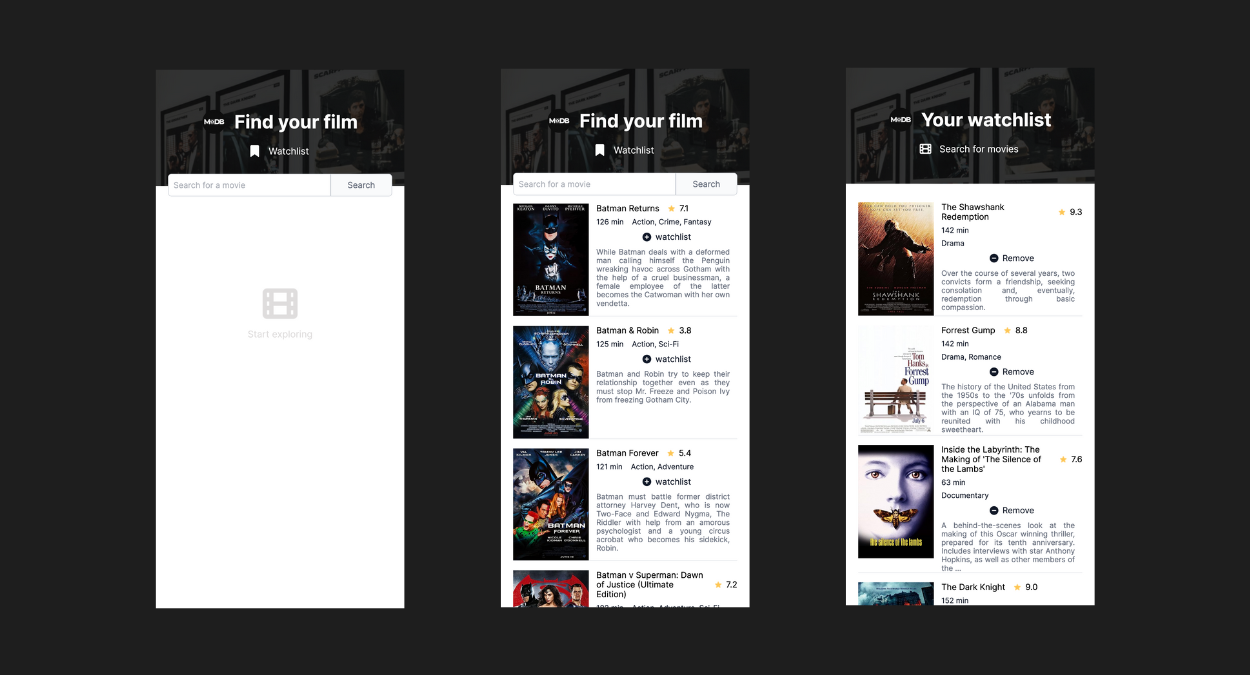 MDB Find your film
Watchlist
Search for a movie
Search
Start exploring
MDB Find your film
Watchlist
Search for a movie
Search
BATMAN
RETURNS
Batman Returns 7.1
126 min Action, Crime, Fantasy
watchlist
While Batman deals with a deformed
man calling himself the Penguin
wreaking havoc across Gotham with
the help of a cruel businessman, a
female employee of the latter
becomes the Catwoman with her own
vendetta.
BATMAN
ROBIN
Batman & Robin 3.8
125 min Action, Sci-Fi
watchlist
Batman and Robin try to keep their
relationship together even as they
must stop Mr. Freeze and Poison Ivy
from freezing Gotham City.
BATMAN
FOREVER
Batman Forever 5.4
121 min Action, Adventure
watchlist
Batman must battle former district
attorney Harvey Dent, who is now
Two-Face and Edward Nygma, The
Riddler with help from an amorous
psychologist and a young circus
acrobat who becomes his sidekick,
Robin.
Batman v Superman: Dawn
of Justice (Ultimate
Edition)
7.2
MDB Your watchlist
Search for movies
SHAWSHANK
REDEMPTION
The Shawshank
Redemption
9.3
142 min
Drama
Remove
Over the course of several years, two
convicts form a friendship, seeking
consolation and, eventually,
redemption through basic
compassion.
Tom
Hanks is
Forrest
Gump
July 6
Forrest Gump 8.8
142 min
Drama, Romance
Remove
The history of the United States from
the 1950s to the '70s unfolds from
the perspective of an Alabama man
with an IQ of 75, who yearns to be
reunited with his childhood
sweetheart.
the silence of the lambs
Inside the Labyrinth: The
Making of 'The Silence of
the Lambs'
7.6
63 min
Documentary
Remove
A behind-the-scenes look at the
making of this Oscar winning thriller,
prepared for its tenth anniversary.
Includes interviews with star Anthony
Hopkins, as well as other members of
the ...
The Dark Knight 9.0
152 min